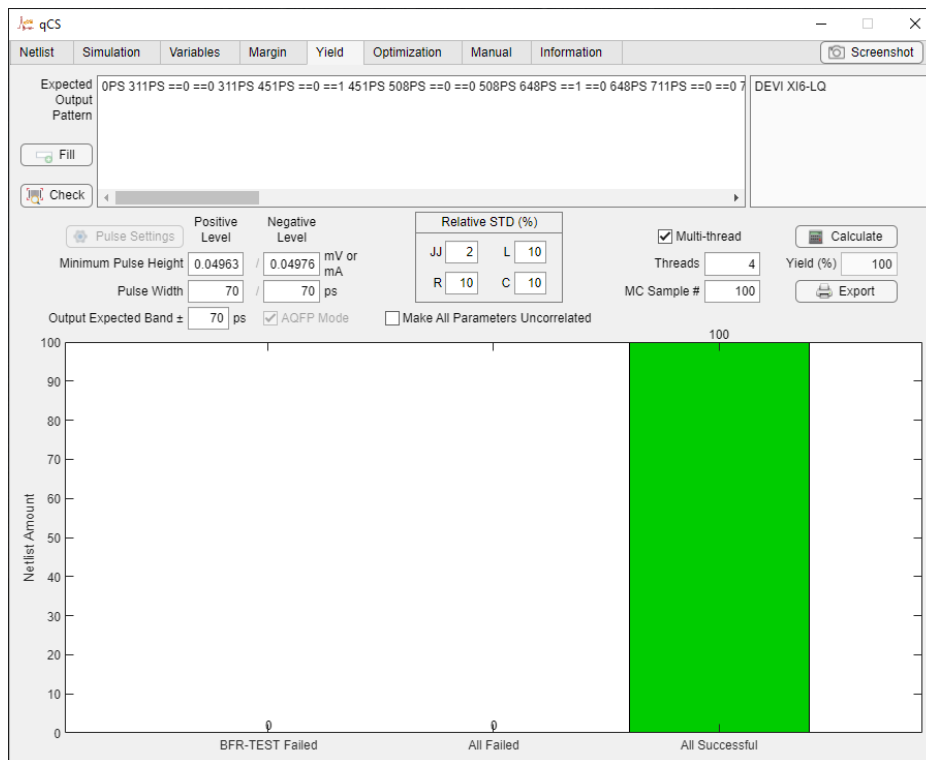 qCS
Netlist Simulation Variables Margin Yield Optimization Manual Information Screenshot
Expected Output Pattern
0PS 311PS ==0 ==0 311PS 451PS ==0 ==1 451PS 508PS ==0 ==0 508PS 648PS ==1 ==0 648PS 711PS ==0 ==0 7
DEVI XI6-LQ
Fill
Check
Pulse Settings
Positive Level
Negative Level
Minimum Pulse Height 0.04963 / 0.04976 mV or mA
Pulse Width 70 / 70 ps
Output Expected Band ± 70 ps AQFP Mode
Relative STD (%)
JJ 2 L 10
R 10 C 10
Make All Parameters Uncorrelated
Multi-thread Calculate
Threads 4 Yield (%) 100
MC Sample # 100 Export
100
100
90
80
70
60
50
40
30
20
10
0
Netlist Amount
0
0
BFR-TEST Failed All Failed All Successful